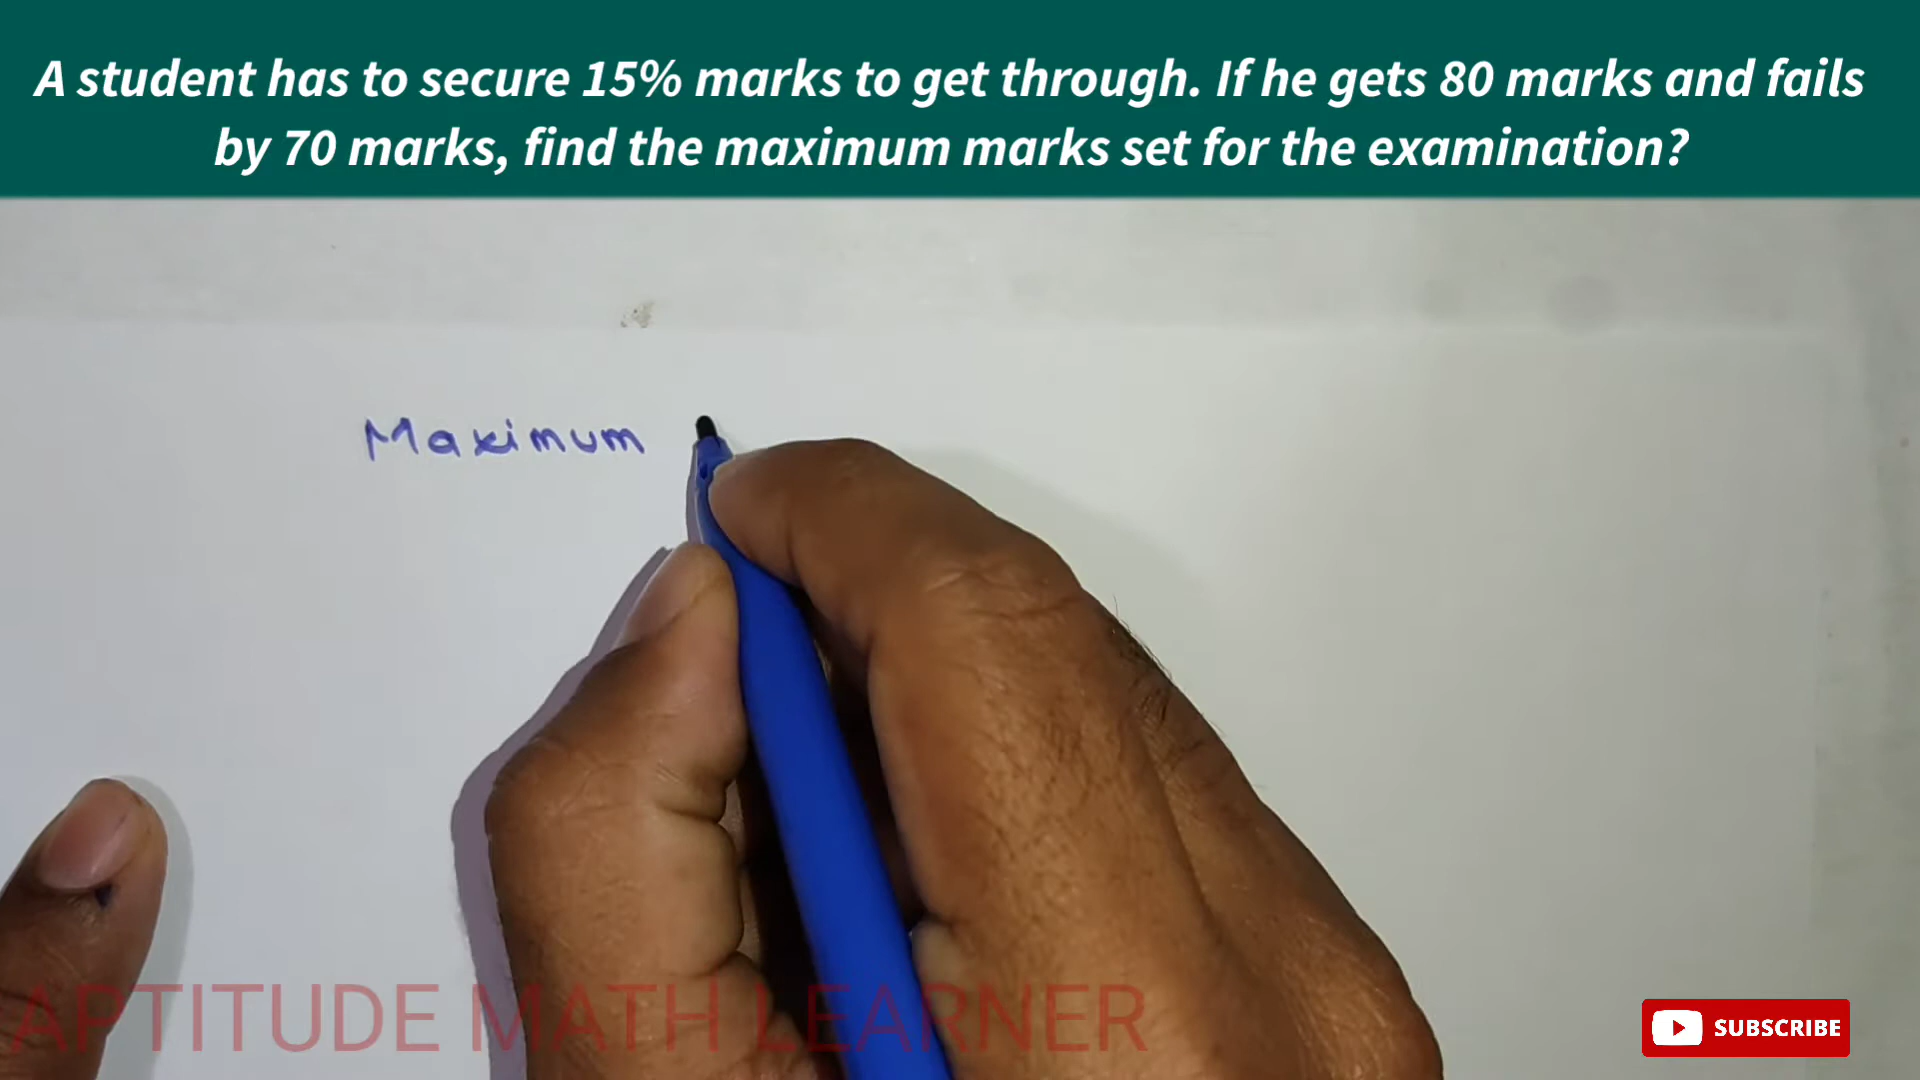 A student has to secure 15% marks to get through. If he gets 80 marks and fails
by 70 marks, find the maximum marks set for the examination?
Maximum
APTITUDE MATH LEARNER
SUBSCRIBE